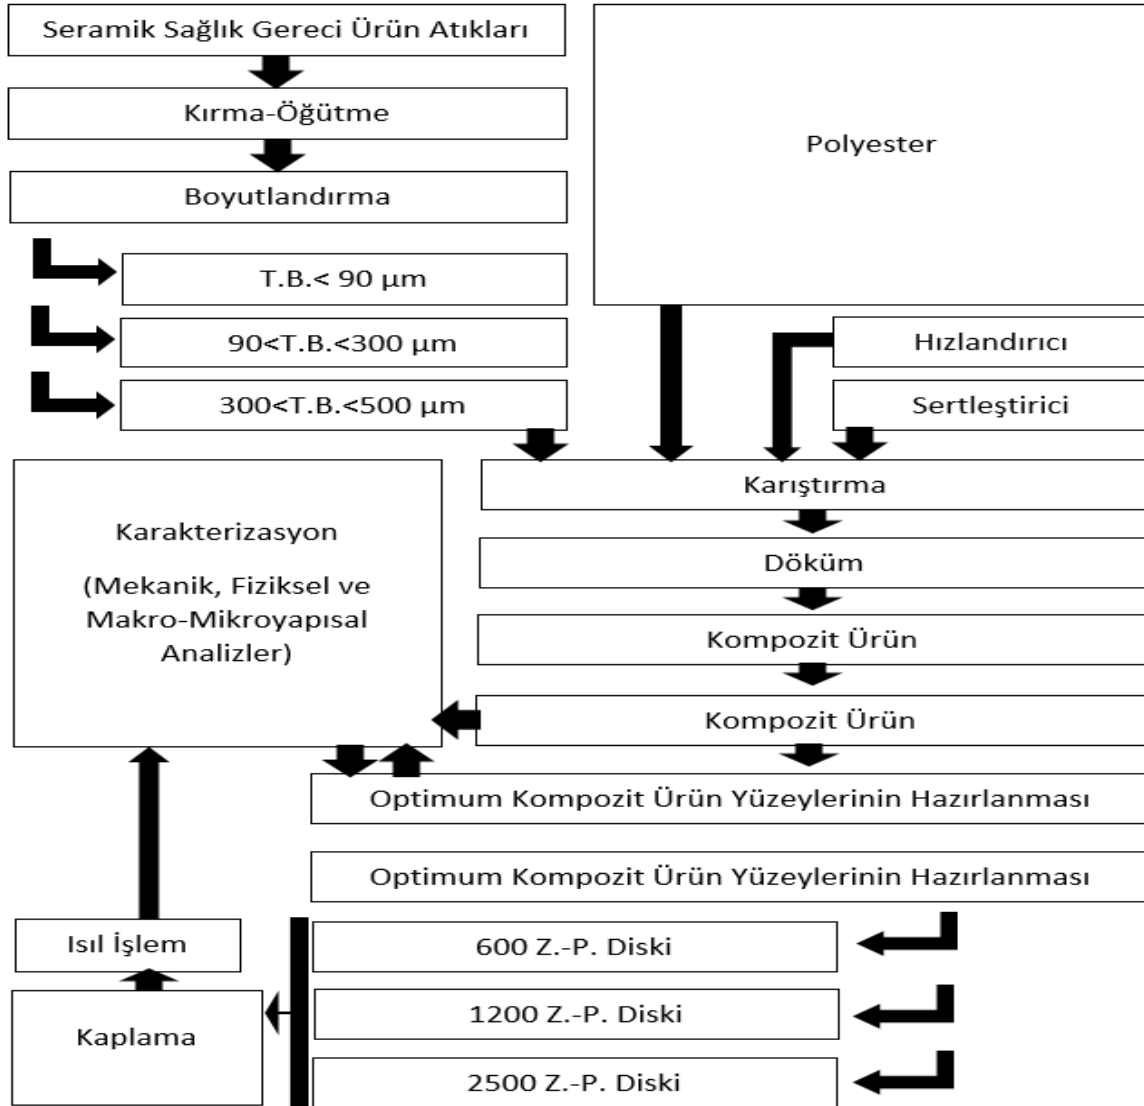 Seramik Sağlık Gereci Ürün Atıkları
Kırma-Öğütme
Boyutlandırma
T.B.< 90 µm
90<T.B.<300 µm
300<T.B.<500 µm
Polyester
Hızlandırıcı
Sertleştirici
Karıştırma
Döküm
Kompozit Ürün
Kompozit Ürün
Karakterizasyon
(Mekanik, Fiziksel ve
Makro-Mikroyapısal
Analizler)
Optimum Kompozit Ürün Yüzeylerinin Hazırlanması
Optimum Kompozit Ürün Yüzeylerinin Hazırlanması
600 Z.-P. Diski
1200 Z.-P. Diski
2500 Z.-P. Diski
Isıl İşlem
Kaplama